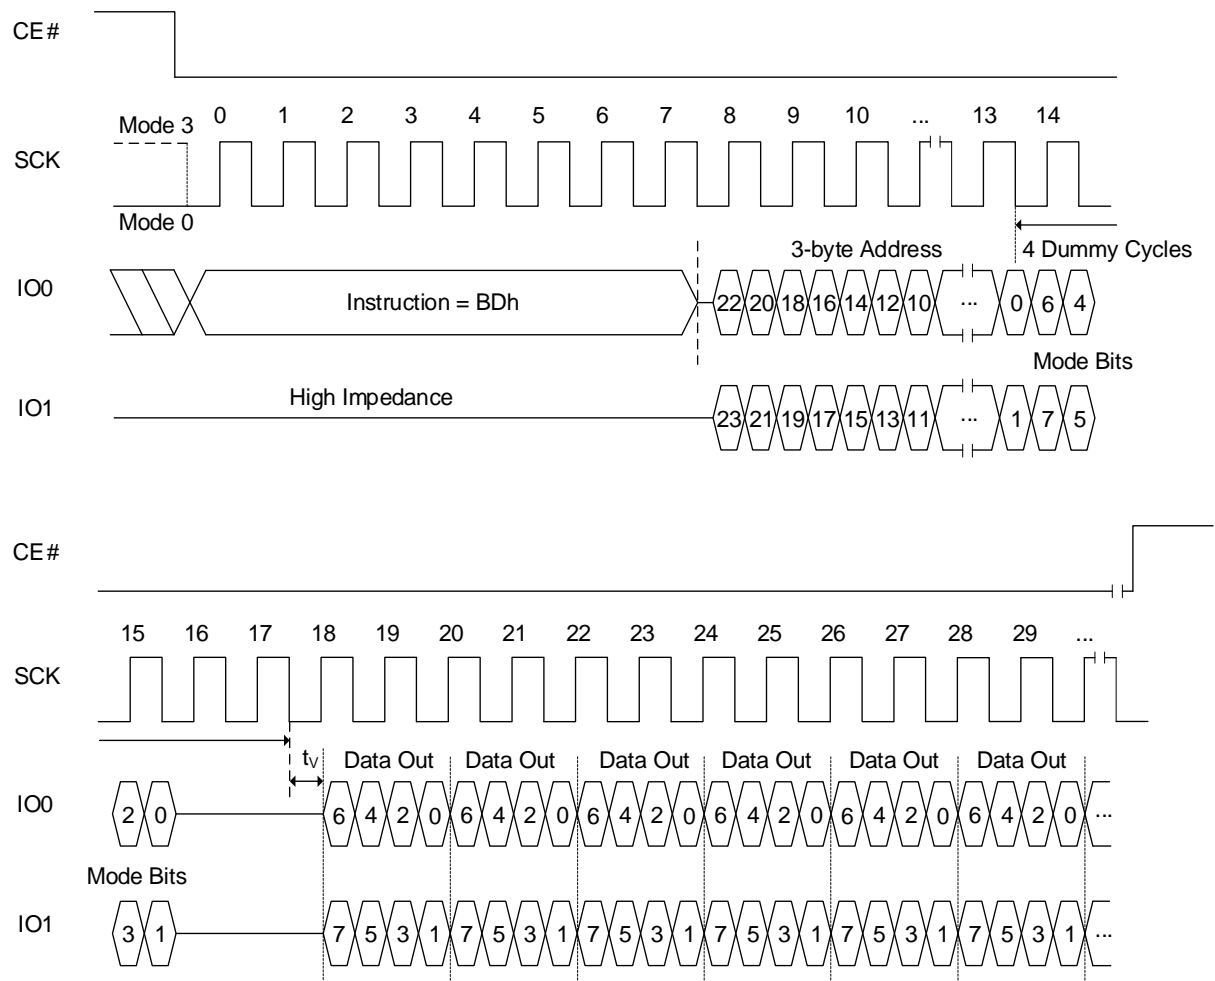 CE#
0 1 2 3 4 5 6 7 8 9 10 ... 13 14
Mode 3
SCK
Mode 0
3-byte Address 4 Dummy Cycles
IO0 Instruction = BDh 22 20 18 16 14 12 10 ... 0 6 4
Mode Bits
High Impedance
IO1 23 21 19 17 15 13 11 ... 1 7 5
CE#
15 16 17 18 19 20 21 22 23 24 25 26 27 28 29 ...
SCK
tV Data Out Data Out Data Out Data Out Data Out Data Out
IO0 2 0 6 4 2 0 6 4 2 0 6 4 2 0 6 4 2 0 6 4 2 0 6 4 2 0 ...
Mode Bits
IO1 3 1 7 5 3 1 7 5 3 1 7 5 3 1 7 5 3 1 7 5 3 1 7 5 3 1 ...